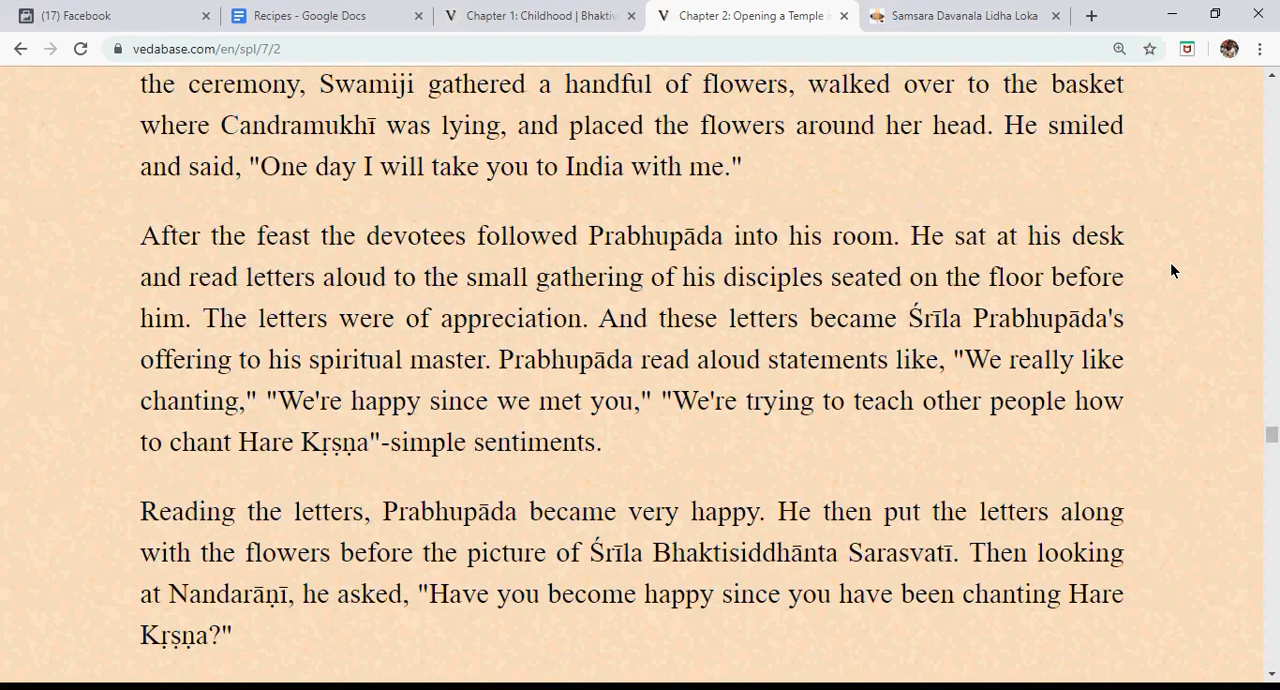 (17) Facebook
Recipes - Google Docs
Chapter 1: Childhood | Bhaktiv
Chapter 2: Opening a Temple i
Samsara Davanala Lidha Loka
vedabase.com/en/spl/7/2
the ceremony, Swamiji gathered a handful of flowers, walked over to the basket
where Candramukhī was lying, and placed the flowers around her head. He smiled
and said, "One day I will take you to India with me."
After the feast the devotees followed Prabhupāda into his room. He sat at his desk
and read letters aloud to the small gathering of his disciples seated on the floor before
him. The letters were of appreciation. And these letters became Śrīla Prabhupāda's
offering to his spiritual master. Prabhupāda read aloud statements like, "We really like
chanting," "We're happy since we met you," "We're trying to teach other people how
to chant Hare Kṛṣṇa"-simple sentiments.
Reading the letters, Prabhupāda became very happy. He then put the letters along
with the flowers before the picture of Śrīla Bhaktisiddhānta Sarasvatī. Then looking
at Nandarāṇī, he asked, "Have you become happy since you have been chanting Hare
Kṛṣṇa?"